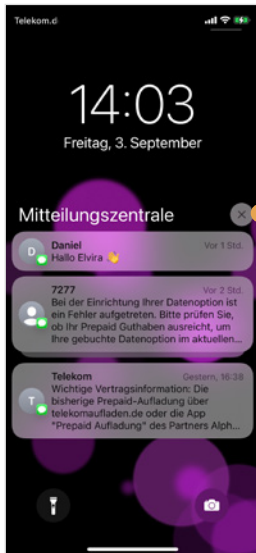 Telekom.d
14:03
Freitag, 3. September
Mitteilungszentrale
D
Daniel
Vor 1 Std.
Hallo Elvira 👋
7277
Vor 2 Std.
Bei der Einrichtung Ihrer Datenoption ist
ein Fehler aufgetreten. Bitte prüfen Sie,
ob Ihre Prepaid Guthaben ausreicht, um
Ihre gebuchte Datenoption im aktuellen...
T
Telekom
Gestern, 16:38
Wichtige Vertragsinformation: Die
bisherige Prepaid-Aufladung über
telekomaufladen.de oder die App
"Prepaid Aufladung" des Partners Alph...